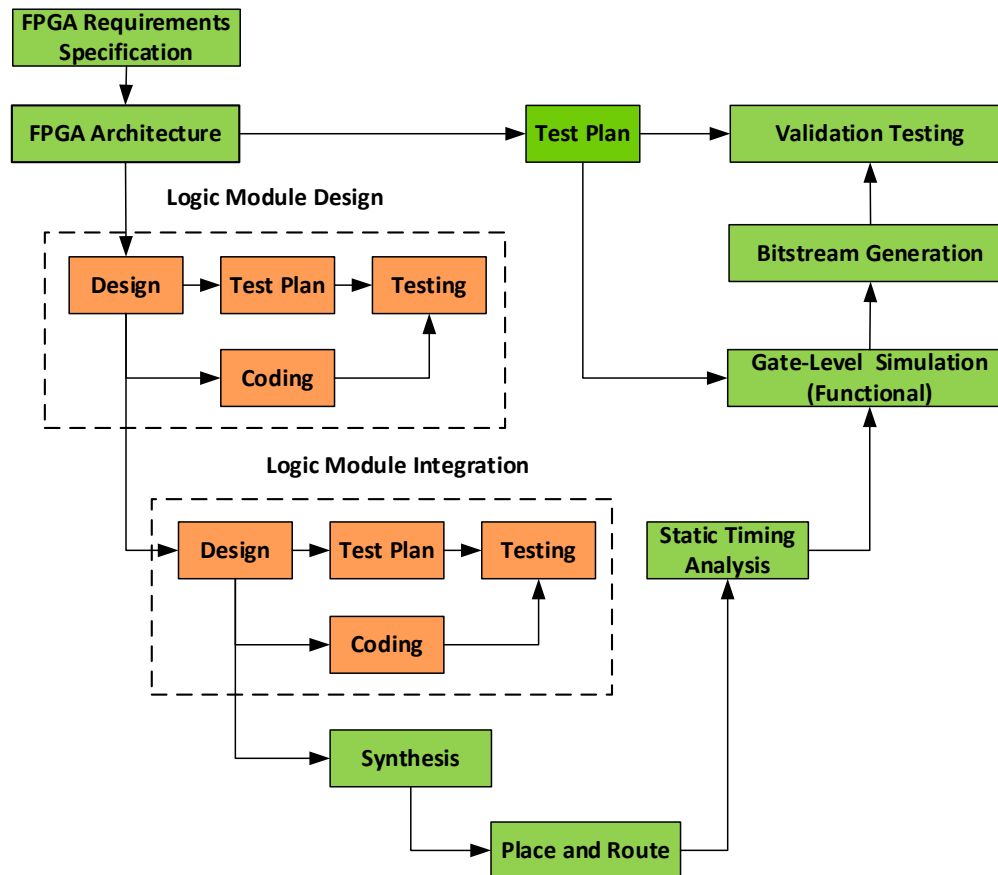 FPGA Requirements
Specification
FPGA Architecture
Test Plan
Validation Testing
Logic Module Design
Bitstream Generation
Design
Test Plan
Testing
Coding
Gate-Level Simulation
(Functional)
Logic Module Integration
Design
Test Plan
Testing
Static Timing
Analysis
Coding
Synthesis
Place and Route